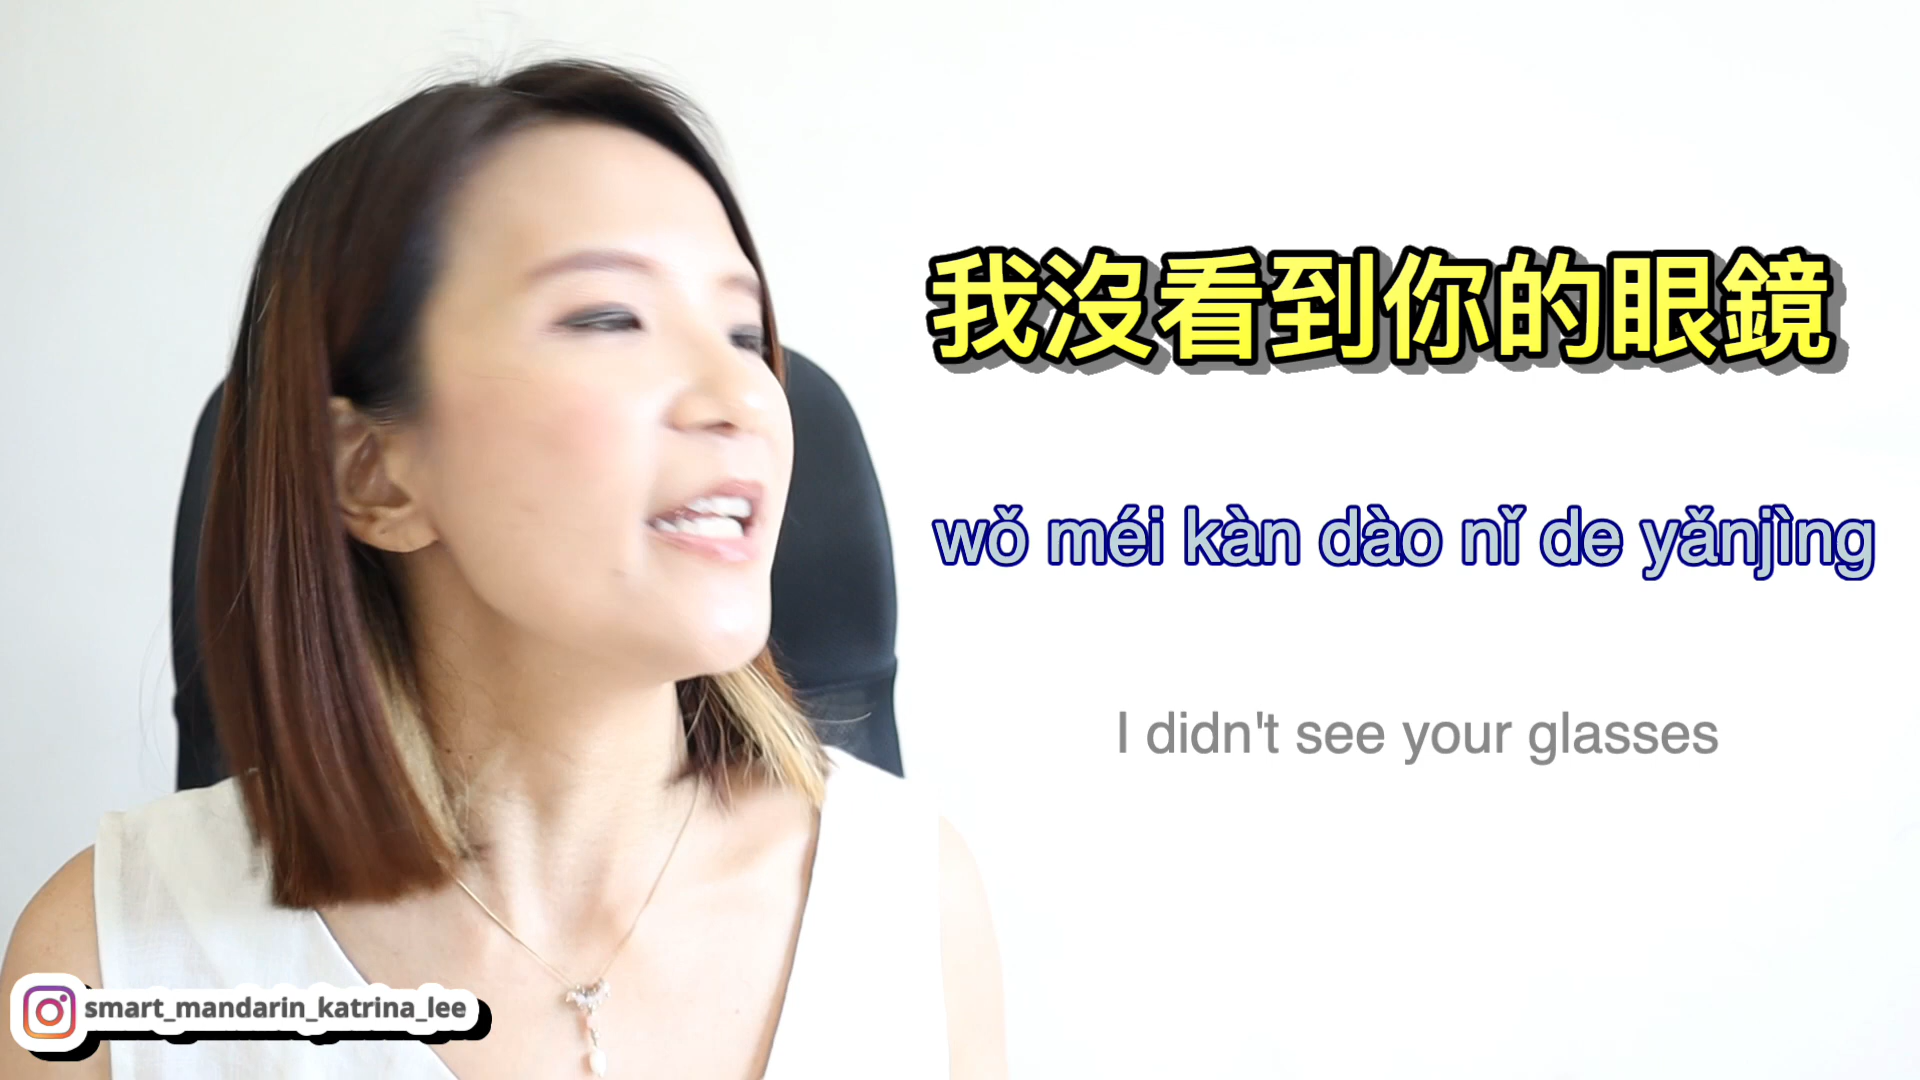 我沒看到你的眼鏡
wǒ méi kàn dào nǐ de yǎnjìng
I didn't see your glasses
smart_mandarin_katrina_lee